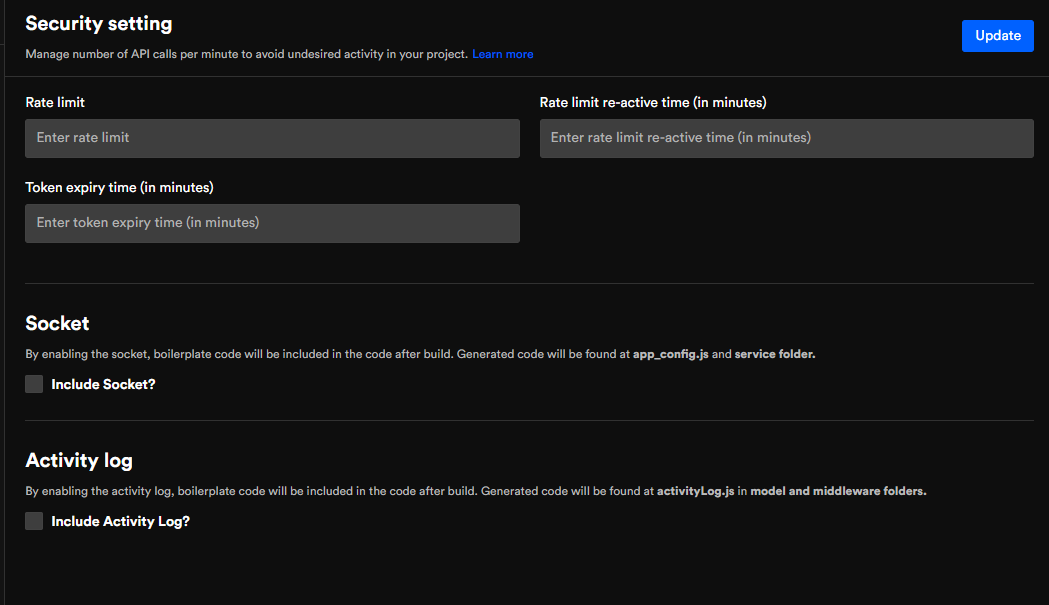 Security setting
Update
Manage number of API calls per minute to avoid undesired activity in your project. Learn more
Rate limit
Rate limit re-active time (in minutes)
Enter rate limit
Enter rate limit re-active time (in minutes)
Token expiry time (in minutes)
Enter token expiry time (in minutes)
Socket
By enabling the socket, boilerplate code will be included in the code after build. Generated code will be found at app_config.js and service folder.
Include Socket?
Activity log
By enabling the activity log, boilerplate code will be included in the code after build. Generated code will be found at activityLog.js in model and middleware folders.
Include Activity Log?